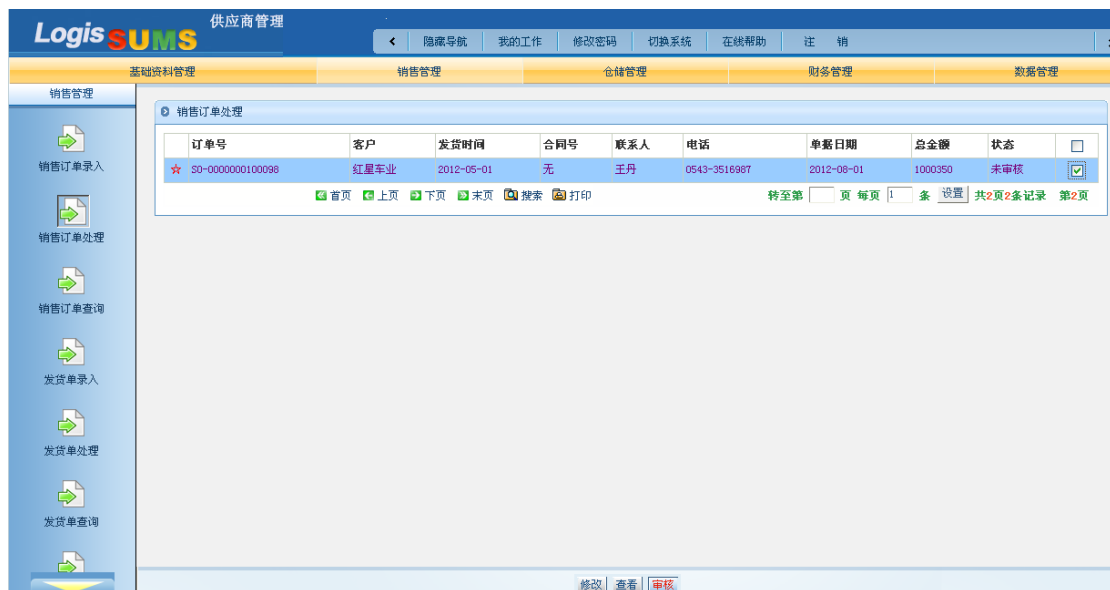 供应商管理
Logis SUMS
隐藏导航 我的工作 修改密码 切换系统 在线帮助 注 销
基础资料管理 销售管理 仓储管理 财务管理 数据管理
销售管理
销售订单处理
订单号 客户 发货时间 合同号 联系人 电话 单据日期 总金额 状态
SO-0000000100098 红星车业 2012-05-01 无 王丹 0543-3516987 2012-08-01 1000350 未审核
首页 上页 下页 末页 搜索 打印 转至第 页 每页 1 条 设置 共2页2条记录 第2页
销售订单录入
销售订单处理
销售订单查询
发货单录入
发货单处理
发货单查询
修改 查看 审核